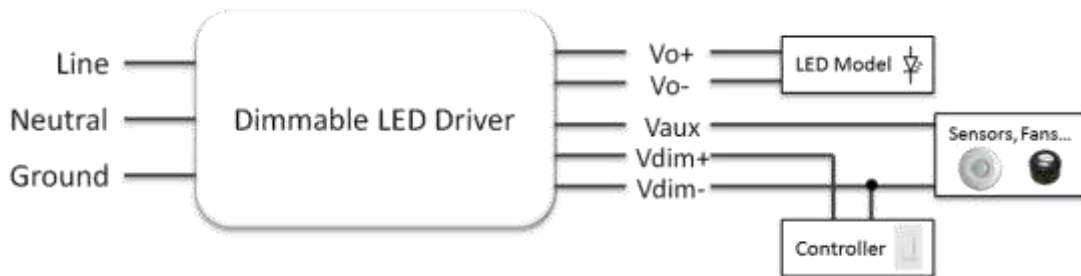 Line
Neutral
Ground
Dimmable LED Driver
Vo+
Vo-
Vaux
Vdim+
Vdim-
LED Model
Sensors, Fans...
Controller